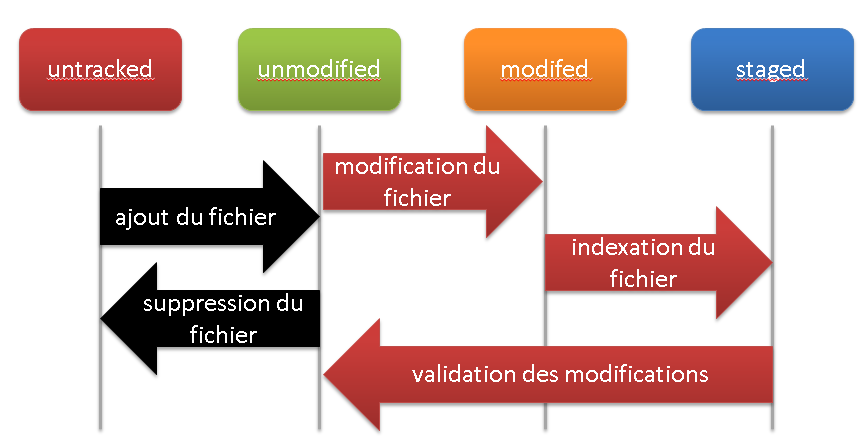 untracked
unmodified
modifed
staged
modification du
fichier
ajout du fichier
indexation du
fichier
suppression du
fichier
validation des modifications